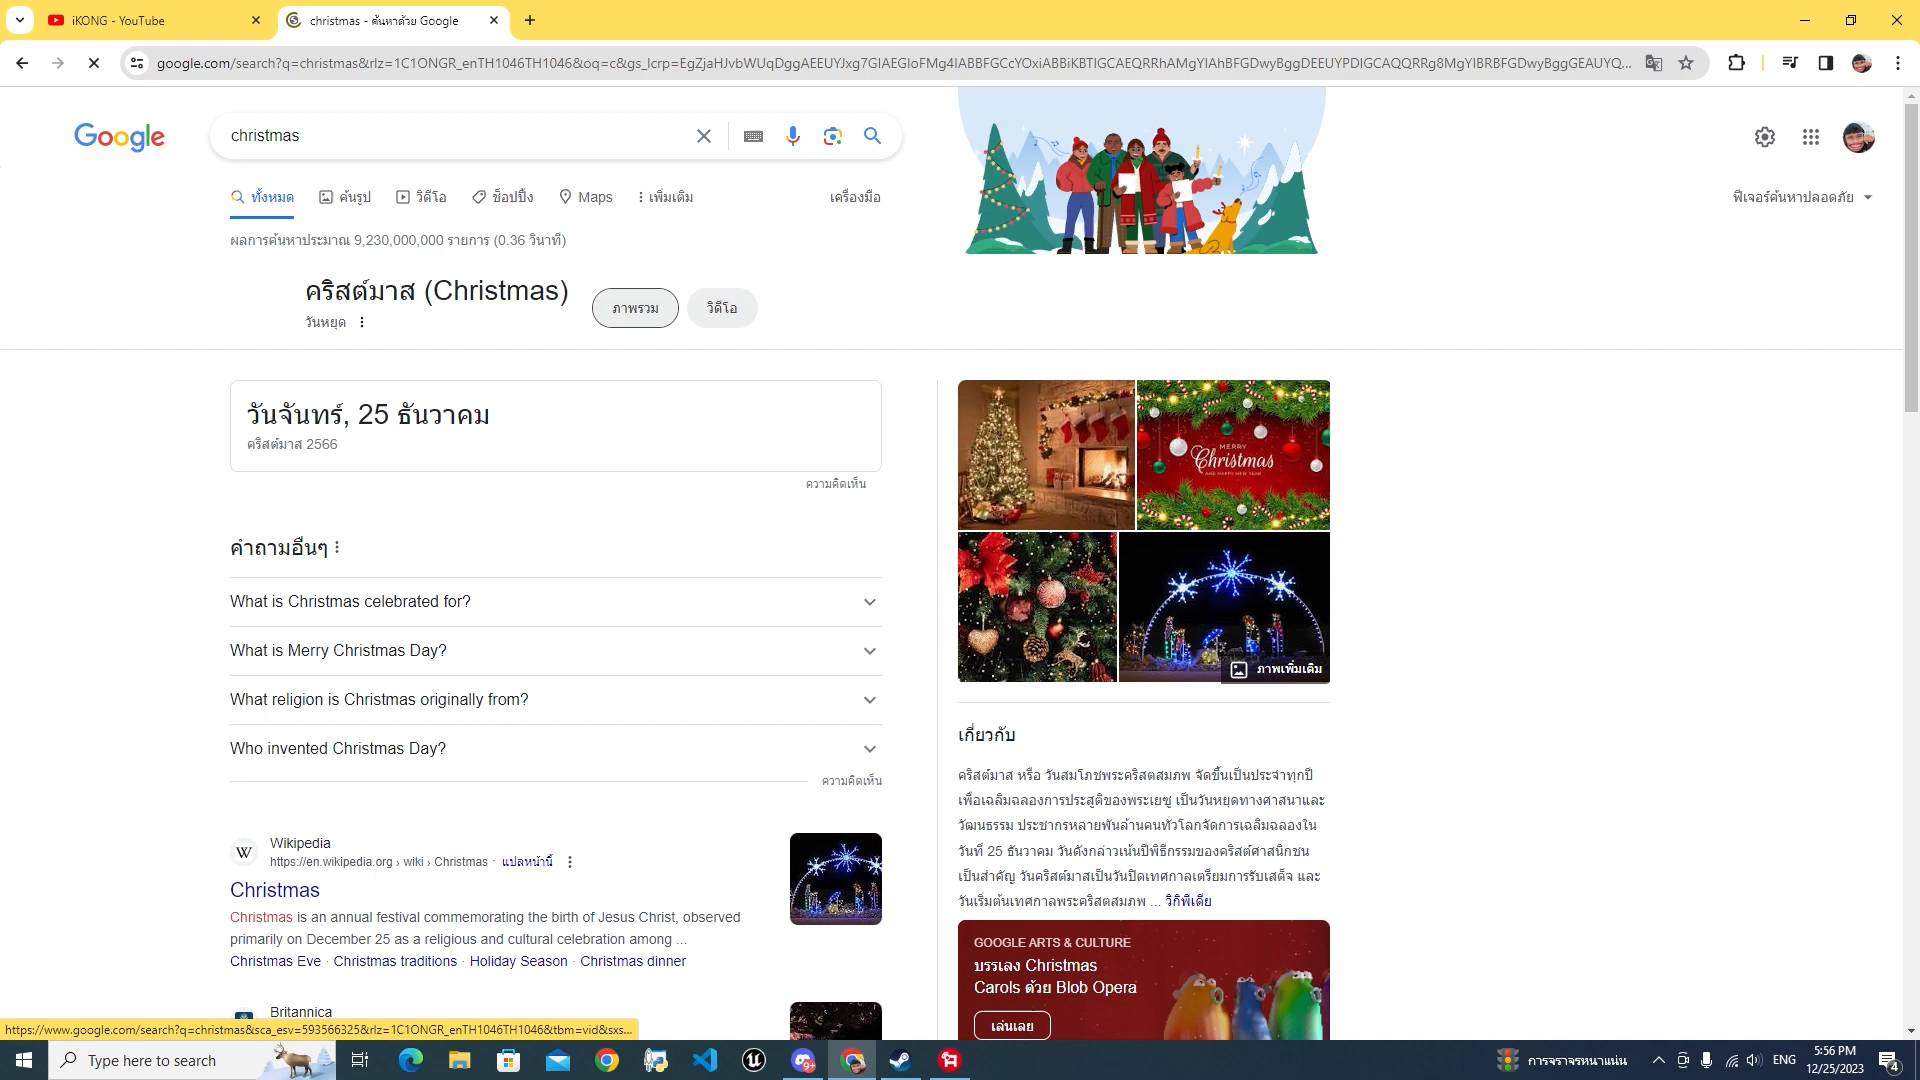 iKONG - YouTube
christmas - ค้นหาด้วย Google
google.com/search?q=christmas&rlz=1C1ONGR_enTH1046TH1046&oq=c&gs_lcrp=EgZjaHJvbWUqDggAEEUYJxg7GIAEGIoFMg4IABBFGCcYOxiABBiKBTIGCAEQRRhAMgYIAhBFGDwyBggDEEUYPDIGCAQQRRg8MgYIBRBFGDwyBggGEAUYQ...
Google
christmas
ทั้งหมด
ค้นรูป
วิดีโอ
ช็อปปิ้ง
Maps
เพิ่มเติม
เครื่องมือ
ฟีเจอร์ค้นหาปลอดภัย
ผลการค้นหาประมาณ 9,230,000,000 รายการ (0.36 วินาที)
คริสต์มาส (Christmas)
วันหยุด
ภาพรวม
วิดีโอ
วันจันทร์, 25 ธันวาคม
คริสต์มาส 2566
ความคิดเห็น
คำถามอื่นๆ
What is Christmas celebrated for?
What is Merry Christmas Day?
What religion is Christmas originally from?
Who invented Christmas Day?
ความคิดเห็น
W
Wikipedia
https://en.wikipedia.org › wiki › Christmas · แปลหน้านี้
Christmas
Christmas is an annual festival commemorating the birth of Jesus Christ, observed
primarily on December 25 as a religious and cultural celebration among ...
Christmas Eve · Christmas traditions · Holiday Season · Christmas dinner
Britannica
MERRY
Christmas
AND HAPPY NEW YEAR
ภาพเพิ่มเติม
เกี่ยวกับ
คริสต์มาส หรือ วันสมโภชพระคริสตสมภพ จัดขึ้นเป็นประจำทุกปี
เพื่อเฉลิมฉลองการประสูติของพระเยซู เป็นวันหยุดทางศาสนาและ
วัฒนธรรม ประชากรหลายพันล้านคนทั่วโลกจัดการเฉลิมฉลองใน
วันที่ 25 ธันวาคม วันดังกล่าวเน้นปีพิธีกรรมของคริสต์ศาสนิกชน
เป็นสำคัญ วันคริสต์มาสเป็นวันปิดเทศกาลเตรียมการรับเสด็จ และ
วันเริ่มต้นเทศกาลพระคริสตสมภพ ... วิกิพีเดีย
GOOGLE ARTS & CULTURE
บรรเลง Christmas
Carols ด้วย Blob Opera
เล่นเลย
https://www.google.com/search?q=christmas&sca_esv=593566325&rlz=1C1ONGR_enTH1046TH1046&tbm=vid&sxs...
Type here to search
9+
การจราจรหนาแน่น
ENG
5:56 PM
12/25/2023
4